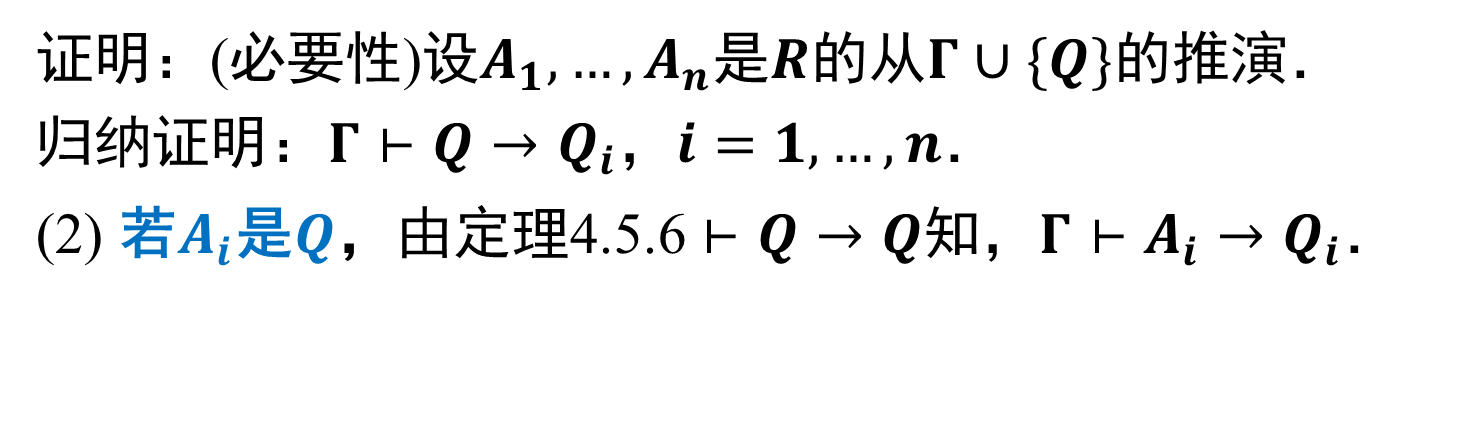 证明：(必要性)设A₁, …, Aₙ是R的从Γ ∪ {Q}的推演.
归纳证明：Γ ⊢ Q → Qᵢ，i = 1, …, n.
(2) 若Aᵢ是Q，由定理4.5.6 ⊢ Q → Q知，Γ ⊢ Aᵢ → Qᵢ.